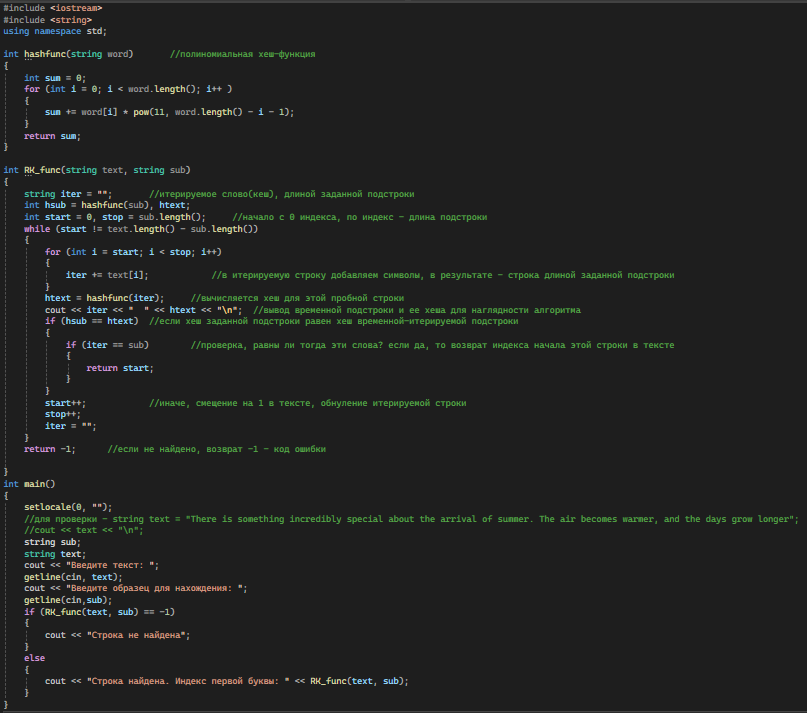 #include <iostream>
#include <string>
using namespace std;

int hashfunc(string word)       //полиномиальная хеш-функция
{
    int sum = 0;
    for (int i = 0; i < word.length(); i++ )
    {
        sum += word[i] * pow(11, word.length() - i - 1);
    }
    return sum;
}

int RK_func(string text, string sub)
{
    string iter = "";       //итерируемое слово(кеш), длиной заданной подстроки
    int hsub = hashfunc(sub), htext;
    int start = 0, stop = sub.length();     //начало с 0 индекса, по индекс - длина подстроки
    while (start != text.length() - sub.length())
    {
        for (int i = start; i < stop; i++)
        {
            iter += text[i];            //в итерируемую строку добавляем символы, в результате - строка длиной заданной подстроки
        }
        htext = hashfunc(iter);     //вычисляется хеш для этой пробной строки
        cout << iter << "  " << htext << "\n";  //вывод временной подстроки и ее хеша для наглядности алгоритма
        if (hsub == htext)  //если хеш заданной подстроки равен хеш временной-итерируемой подстроки
        {
            if (iter == sub)        //проверка, равны ли тогда эти слова? если да, то возврат индекса начала этой строки в тексте
            {
                return start;
            }
        }
        start++;            //иначе, смещение на 1 в тексте, обнуление итерируемой строки
        stop++;
        iter = "";
    }
    return -1;      //если не найдено, возврат -1 - код ошибки

}
int main()
{
    setlocale(0, "");
    //для проверки - string text = "There is something incredibly special about the arrival of summer. The air becomes warmer, and the days grow longer";
    //cout << text << "\n";
    string sub;
    string text;
    cout << "Введите текст: ";
    getline(cin, text);
    cout << "Введите образец для нахождения: ";
    getline(cin,sub);
    if (RK_func(text, sub) == -1)
    {
        cout << "Строка не найдена";
    }
    else
    {
        cout << "Строка найдена. Индекс первой буквы: " << RK_func(text, sub);
    }
}